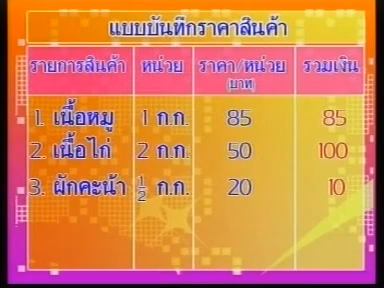 แบบบันทึกราคาสินค้า
รายการสินค้า หน่วย ราคา/หน่วย (บาท) รวมเงิน
1. เนื้อหมู 1 ก.ก. 85 85
2. เนื้อไก่ 2 ก.ก. 50 100
3. ผักคะน้า ½ ก.ก. 20 10